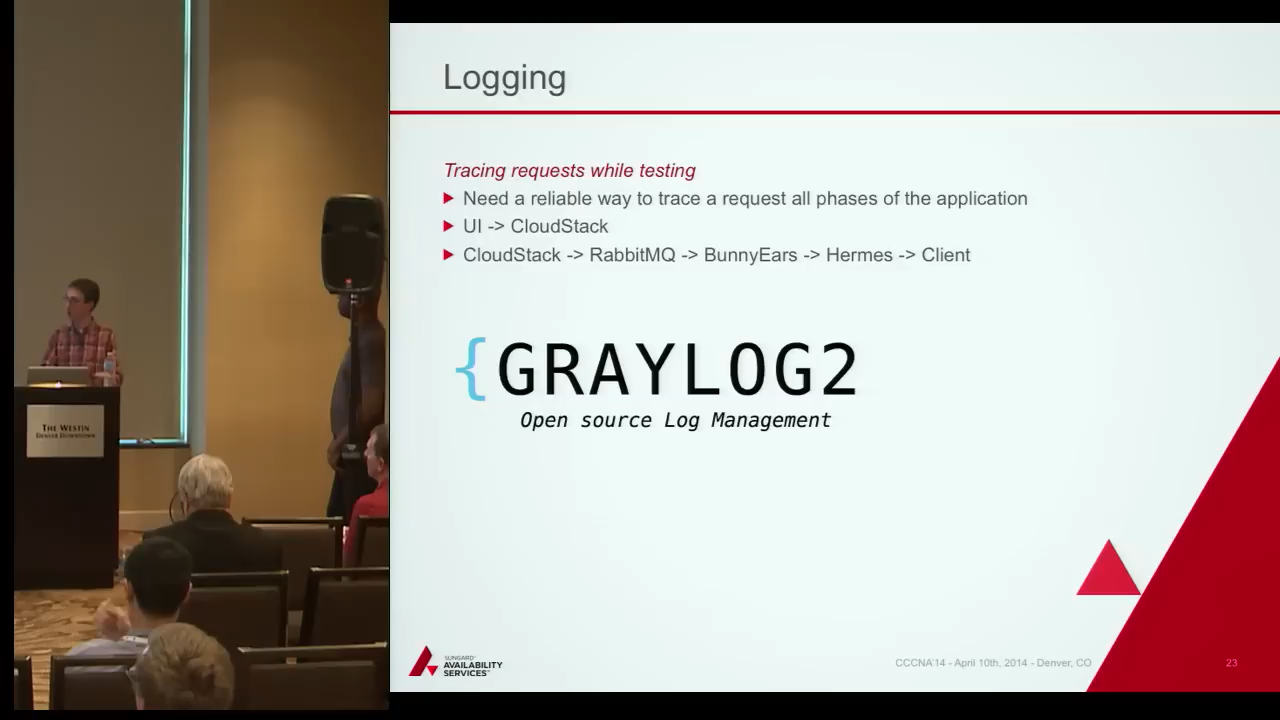 Logging
Tracing requests while testing
Need a reliable way to trace a request all phases of the application
UI -> CloudStack
CloudStack -> RabbitMQ -> BunnyEars -> Hermes -> Client
{GRAYLOG2
Open source Log Management
THE WESTIN
DENVER DOWNTOWN
SUNGARD
AVAILABILITY
SERVICES
CCCNA'14 - April 10th, 2014 - Denver, CO
23